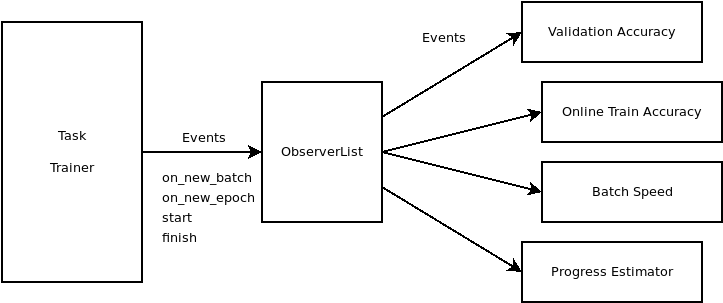 Task
Trainer
Events
on_new_batch
on_new_epoch
start
finish
ObserverList
Events
Validation Accuracy
Online Train Accuracy
Batch Speed
Progress Estimator